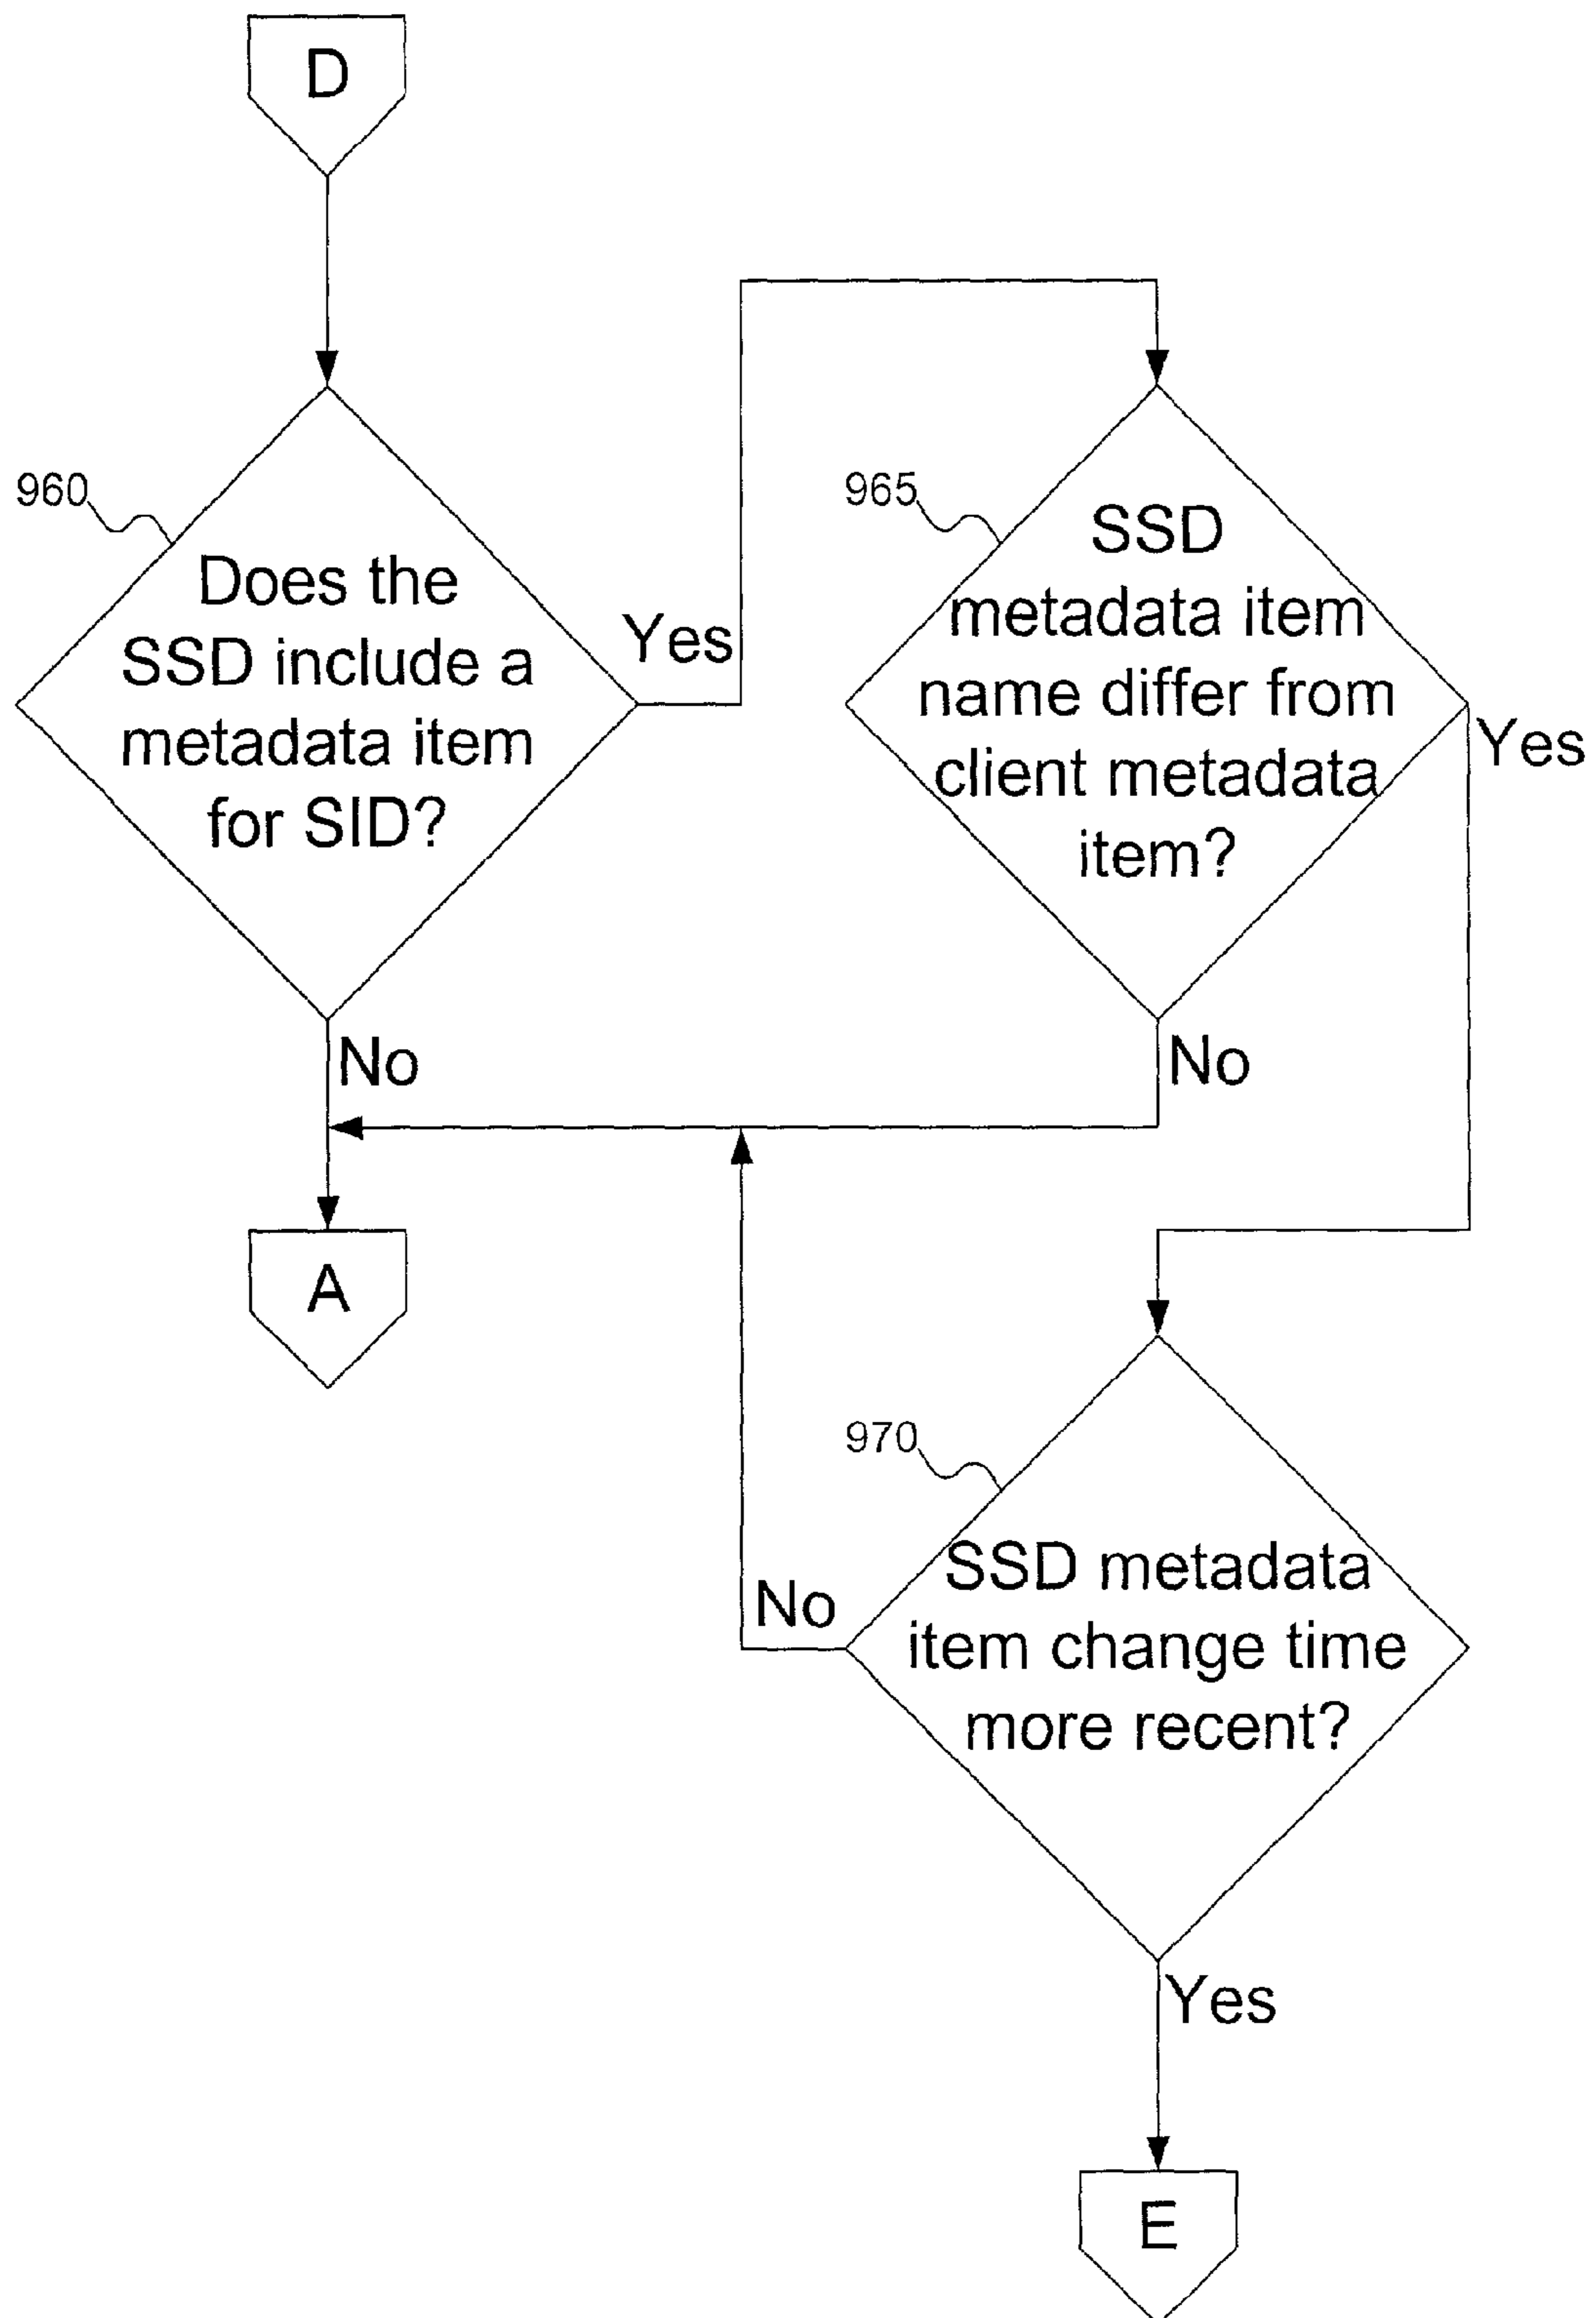 D
960
Does the
SSD include a
metadata item
for SID?
Yes
No
965
SSD
metadata item
name differ from
client metadata
item?
Yes
No
A
970
SSD metadata
item change time
more recent?
No
Yes
E